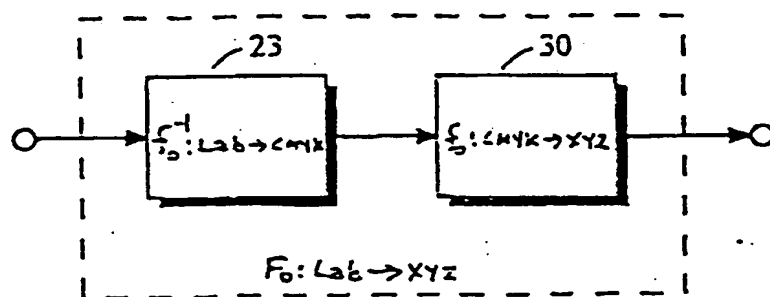 23
30
f₀⁻¹: Lab → CMYK
f₀: CMYK → XYZ
F₀: Lab → XYZ